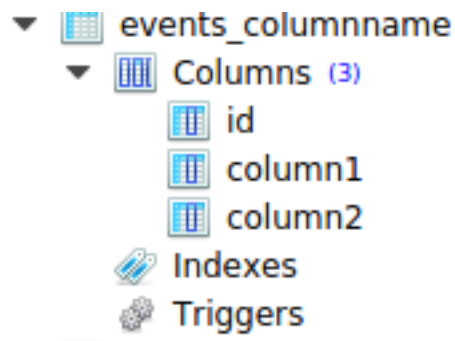 events_columnname
Columns (3)
id
column1
column2
Indexes
Triggers